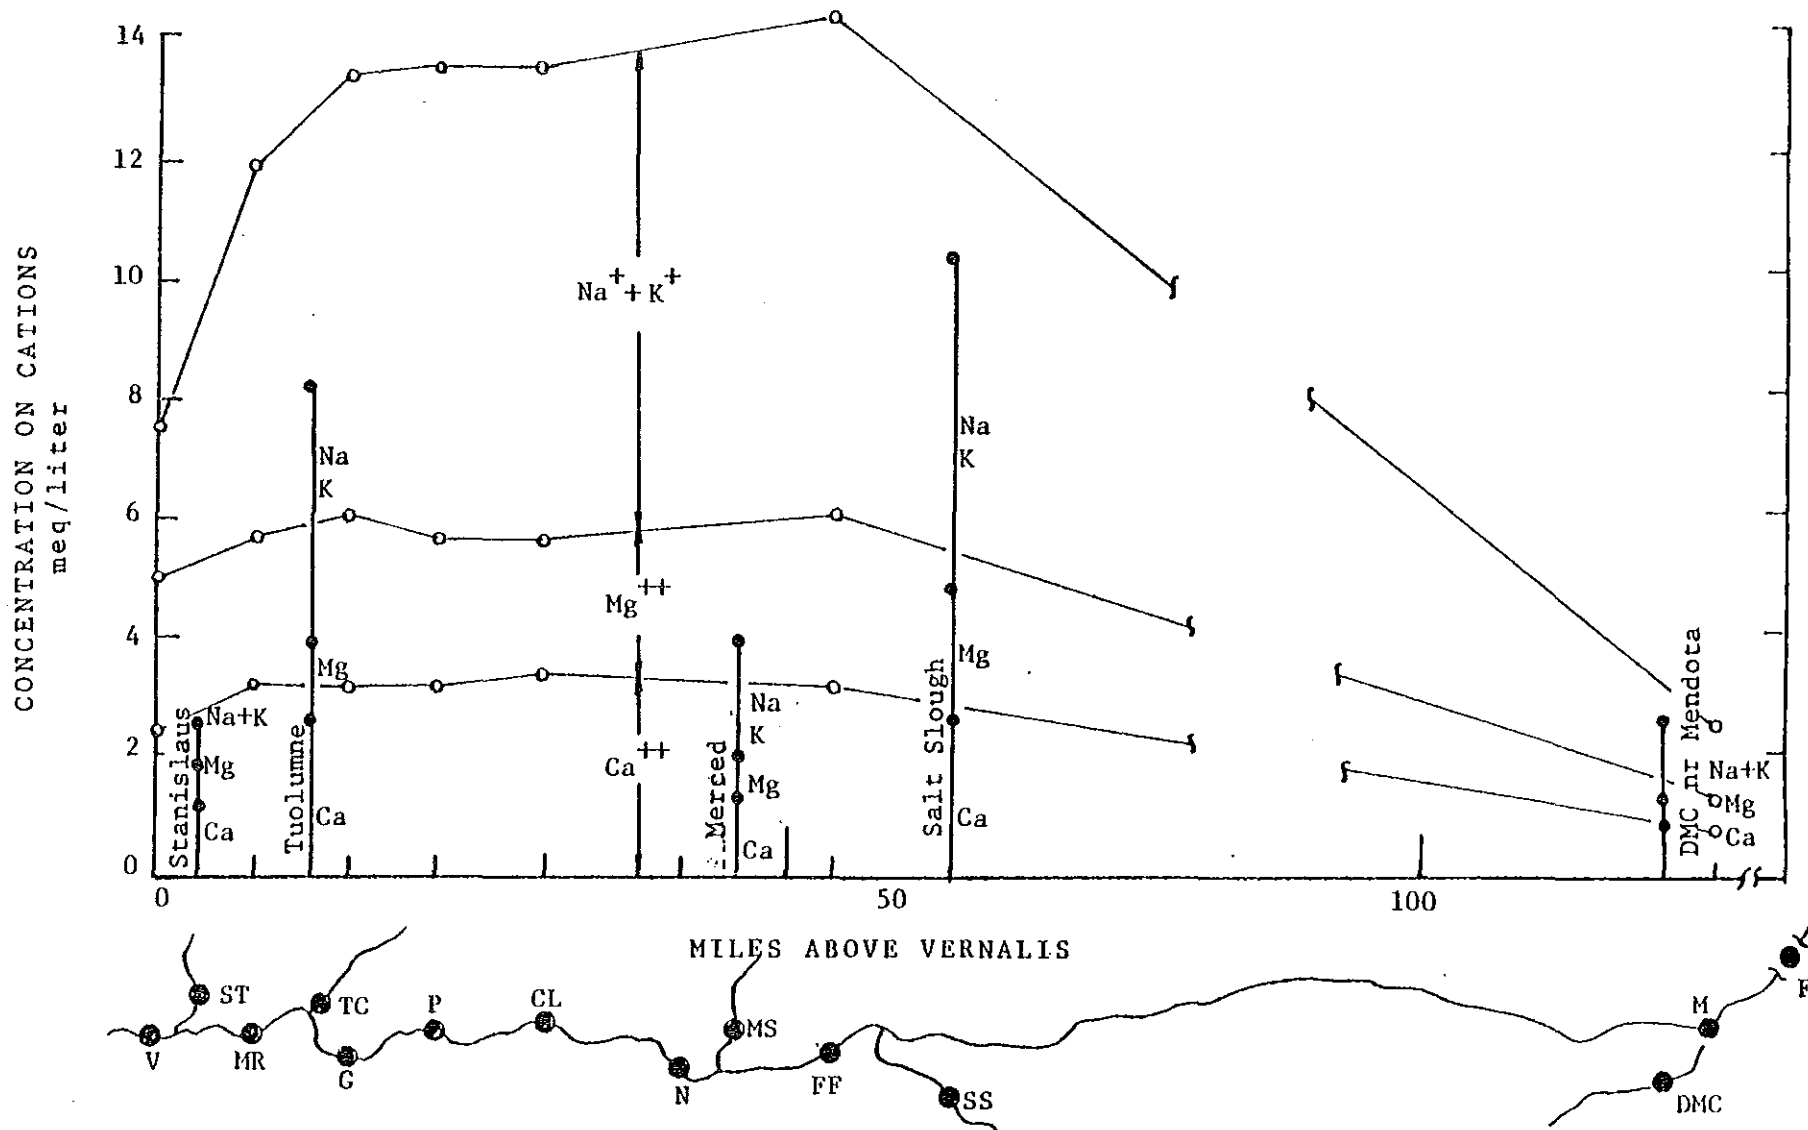 CONCENTRATION ON CATIONS
meq/liter
14
12
10
8
6
4
2
0
Na⁺+K⁺
Mg⁺⁺
Ca⁺⁺
Stanislaus
Na+K
Mg
Ca
Tuolumne
Na
K
Mg
Ca
Merced
Na
K
Mg
Ca
Salt Slough
Na
K
Mg
Ca
DMC nr Mendota
Na+K
Mg
Ca
0
50
100
MILES ABOVE VERNALIS
V
ST
MR
TC
G
P
CL
N
MS
FF
SS
M
DMC